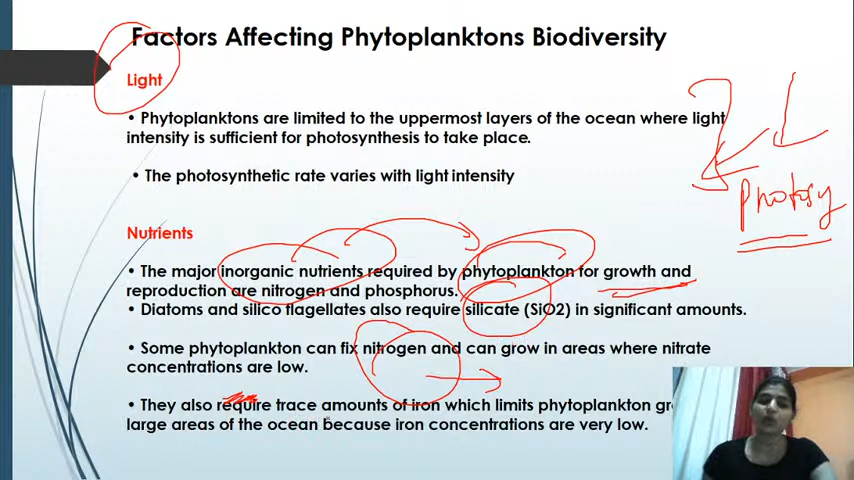 Factors Affecting Phytoplanktons Biodiversity
Light
• Phytoplanktons are limited to the uppermost layers of the ocean where light
intensity is sufficient for photosynthesis to take place.
• The photosynthetic rate varies with light intensity
Photosy
Nutrients
• The major inorganic nutrients required by phytoplankton for growth and
reproduction are nitrogen and phosphorus.
• Diatoms and silico flagellates also require silicate (SiO2) in significant amounts.
• Some phytoplankton can fix nitrogen and can grow in areas where nitrate
concentrations are low.
• They also require trace amounts of iron which limits phytoplankton
large areas of the ocean because iron concentrations are very low.